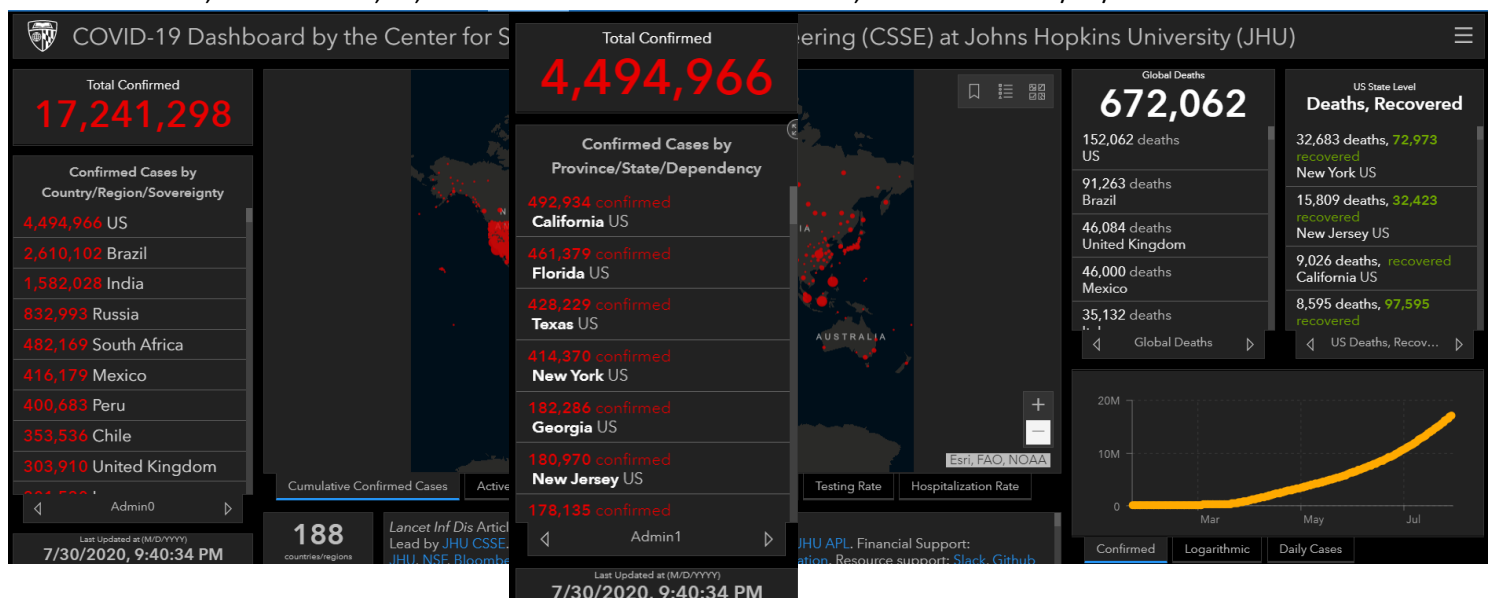 COVID-19 Dashboard by the Center for S
ering (CSSE) at Johns Hopkins University (JHU)
Total Confirmed
17,241,298
Confirmed Cases by
Country/Region/Sovereignty
4,494,966 US
2,610,102 Brazil
1,582,028 India
832,993 Russia
482,169 South Africa
416,179 Mexico
400,683 Peru
353,536 Chile
303,910 United Kingdom
Admin0
Last Updated at (M/D/YYYY)
7/30/2020, 9:40:34 PM
Total Confirmed
4,494,966
Confirmed Cases by
Province/State/Dependency
492,934 confirmed
California US
461,379 confirmed
Florida US
428,229 confirmed
Texas US
414,370 confirmed
New York US
182,286 confirmed
Georgia US
180,970 confirmed
New Jersey US
178,135 confirmed
Admin1
Last Updated at (M/D/YYYY)
7/30/2020, 9:40:34 PM
AUSTRALIA
Esri, FAO, NOAA
Cumulative Confirmed Cases
Active
Testing Rate
Hospitalization Rate
188
countries/regions
Lancet Inf Dis Artic
Lead by JHU CSSE.
JHU, NSF, Bloombe
JHU APL. Financial Support:
ation. Resource support: Slack, Github
Global Deaths
672,062
152,062 deaths
US
91,263 deaths
Brazil
46,084 deaths
United Kingdom
46,000 deaths
Mexico
35,132 deaths
Global Deaths
US State Level
Deaths, Recovered
32,683 deaths, 72,973
recovered
New York US
15,809 deaths, 32,423
recovered
New Jersey US
9,026 deaths, recovered
California US
8,595 deaths, 97,595
recovered
US Deaths, Recov...
20M
10M
0
Mar
May
Jul
Confirmed
Logarithmic
Daily Cases